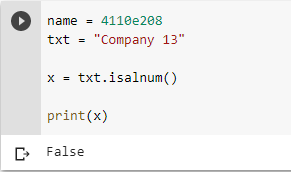 name = 4110e208
txt = "Company 13"
x = txt.isalnum()
print(x)
False